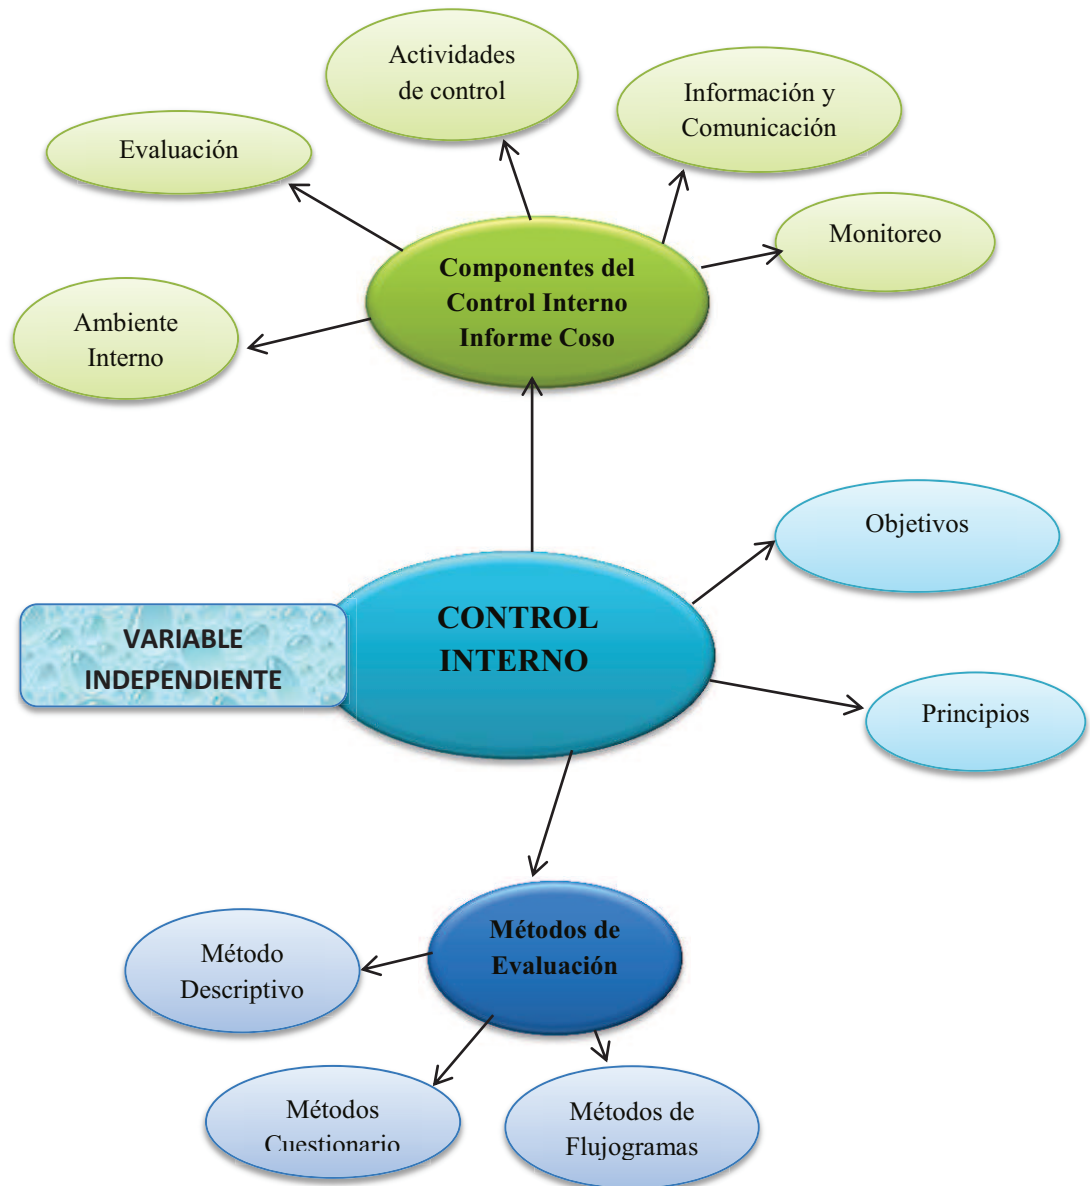 Actividades
de control
Información y
Comunicación
Evaluación
Monitoreo
Componentes del
Control Interno
Informe Coso
Ambiente
Interno
Objetivos
CONTROL
INTERNO
VARIABLE
INDEPENDIENTE
Principios
Métodos de
Evaluación
Método
Descriptivo
Métodos
Cuestionario
Métodos de
Flujogramas